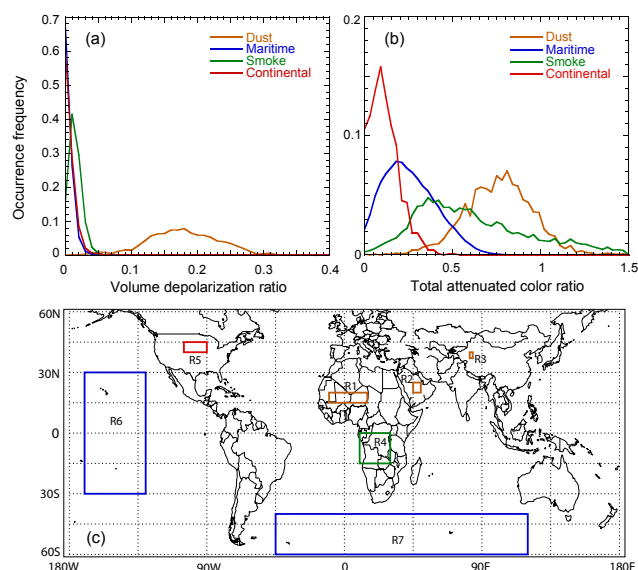 (a)
Dust
Maritime
Smoke
Continental
0.7
0.6
0.5
0.4
0.3
0.2
0.1
0
0 0.1 0.2 0.3 0.4
Occurrence frequency
Volume depolarization ratio
(b)
Dust
Maritime
Smoke
Continental
0.2
0.1
0
0 0.5 1 1.5
Total attenuated color ratio
60N
30N
0
30S
60S
R5
R3
R2
R1
R6
R4
R7
(c)
180W 90W 0 90E 180E